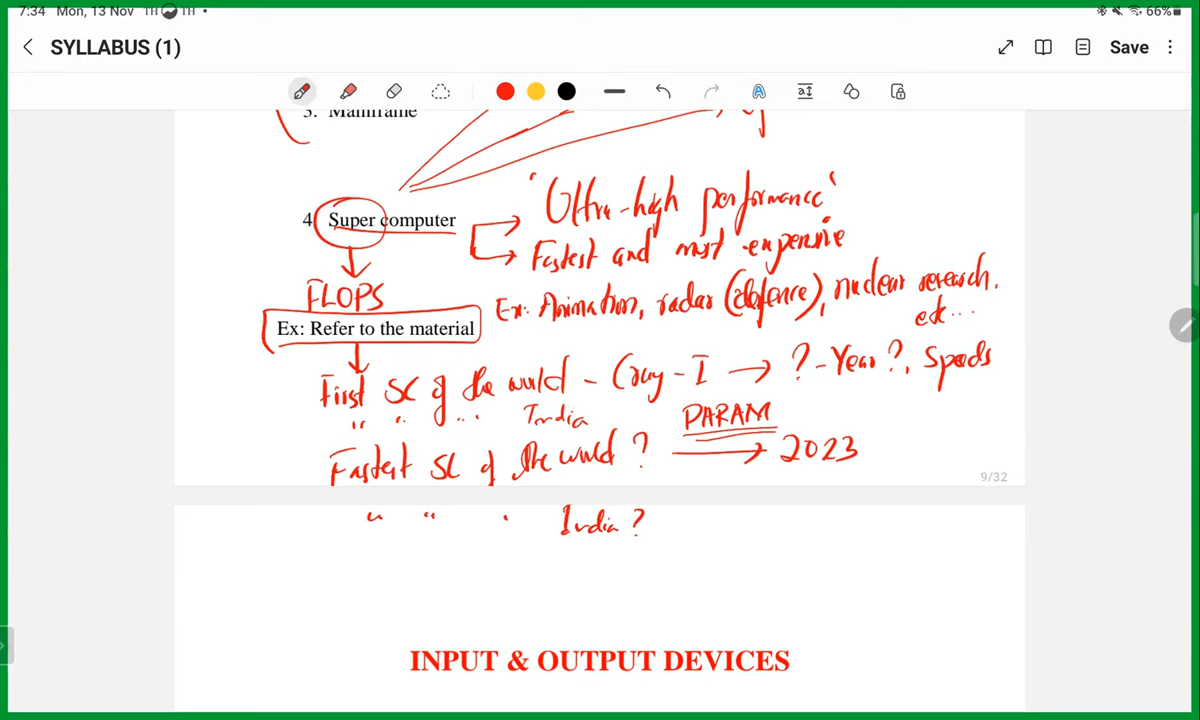 7:34 Mon, 13 Nov TH TH •
66%
SYLLABUS (1)
Save
3. Mainframe
4 Super computer
"Ultra-high performance"
Fastest and most expensive
FLOPS
Ex: Animation, radar (defence), nuclear research.
etc...
Ex: Refer to the material
First SC of the world - Cray-I → ? - Year?, Speeds
" " " India PARAM
Fastest SC of the world ? → 2023
9/32
" " " India ?
INPUT & OUTPUT DEVICES